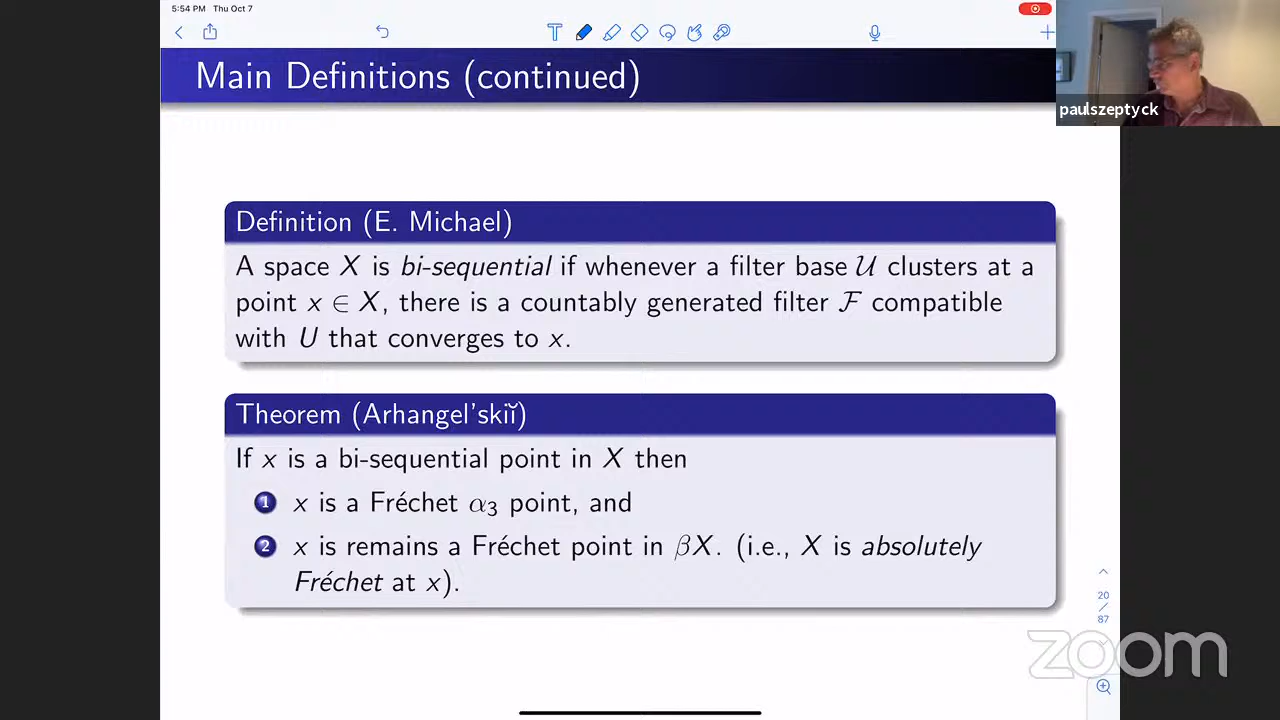 5:54 PM Thu Oct 7
Main Definitions (continued)
paulszeptyck
Definition (E. Michael)
A space X is bi-sequential if whenever a filter base 𝒰 clusters at a
point x ∈ X, there is a countably generated filter ℱ compatible
with U that converges to x.
Theorem (Arhangel'skiĭ)
If x is a bi-sequential point in X then
1 x is a Fréchet α₃ point, and
2 x is remains a Fréchet point in βX. (i.e., X is absolutely
Fréchet at x).
20
/
87
zoom